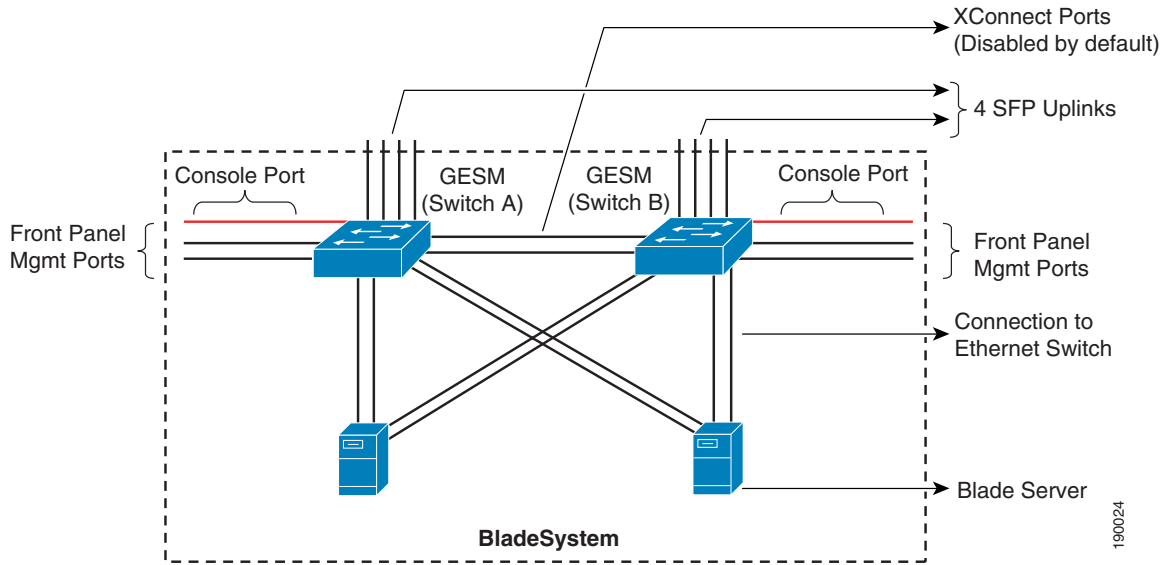 XConnect Ports
(Disabled by default)
4 SFP Uplinks
Console Port
GESM
(Switch A)
GESM
(Switch B)
Console Port
Front Panel
Mgmt Ports
Front Panel
Mgmt Ports
Connection to
Ethernet Switch
Blade Server
BladeSystem
190024